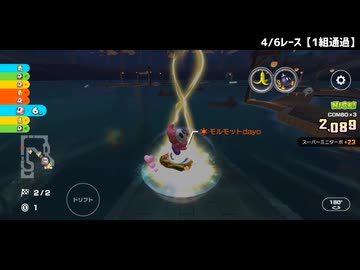 4/6レース【1組通過】
6
COMBO×3
2,089
スーパーミニターボ +23
モルモットdayo
2/2
1
ドリフト
180°